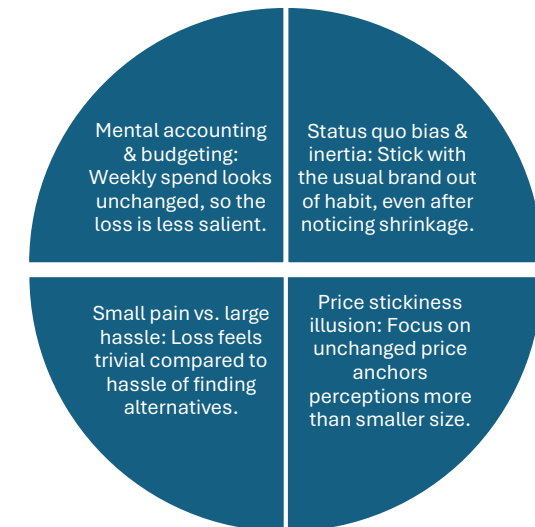 Mental accounting
& budgeting:
Weekly spend looks
unchanged, so the
loss is less salient.
Status quo bias &
inertia: Stick with
the usual brand out
of habit, even after
noticing shrinkage.
Small pain vs. large
hassle: Loss feels
trivial compared to
hassle of finding
alternatives.
Price stickiness
illusion: Focus on
unchanged price
anchors
perceptions more
than smaller size.